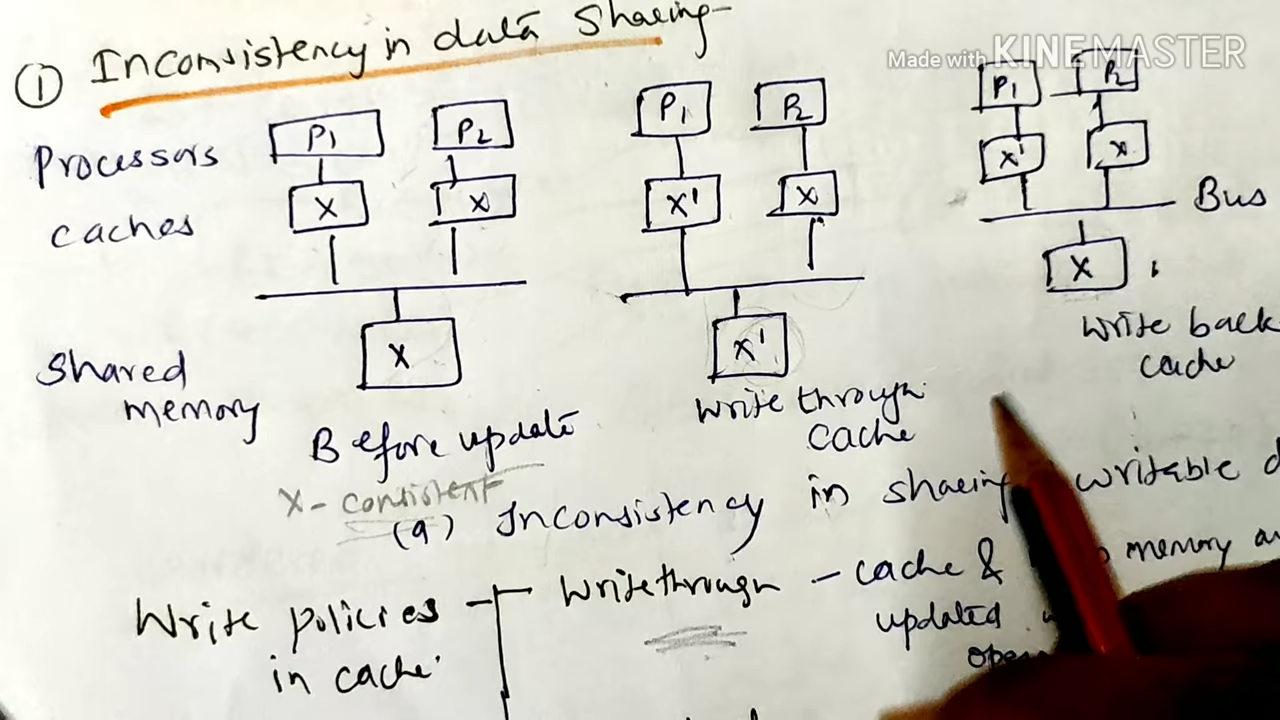 Made with KINEMASTER
① Inconsistency in data Sharing-
Processors
caches
Shared
memory
P1 P2
X X
X
Before update
X - consistent
P1 P2
X' X
X'
Write through
cache
P1 P2
X' X
Bus
X
Write back
cache
(a) Inconsistency in sharing writable
Write policies
in cache
Writethrough - cache & memory
updated